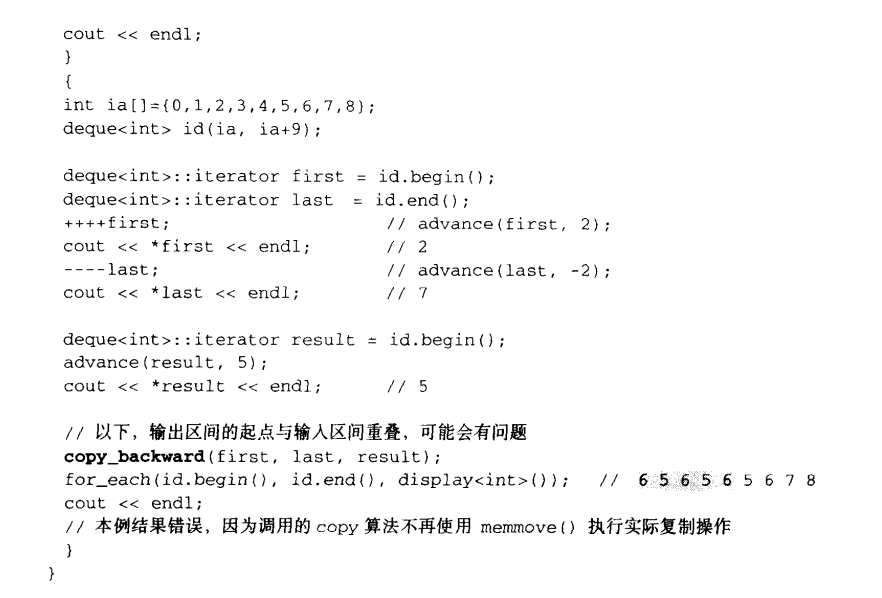 cout << endl;
}
{
int ia[]={0,1,2,3,4,5,6,7,8};
deque<int> id(ia, ia+9);
deque<int>::iterator first = id.begin();
deque<int>::iterator last = id.end();
++++first; // advance(first, 2);
cout << *first << endl; // 2
----last; // advance(last, -2);
cout << *last << endl; // 7
deque<int>::iterator result = id.begin();
advance(result, 5);
cout << *result << endl; // 5
// 以下，输出区间的起点与输入区间重叠，可能会有问题
copy_backward(first, last, result);
for_each(id.begin(), id.end(), display<int>()); // 6 5 6 5 6 5 6 7 8
cout << endl;
// 本例结果错误，因为调用的 copy 算法不再使用 memmove() 执行实际复制操作
}
}